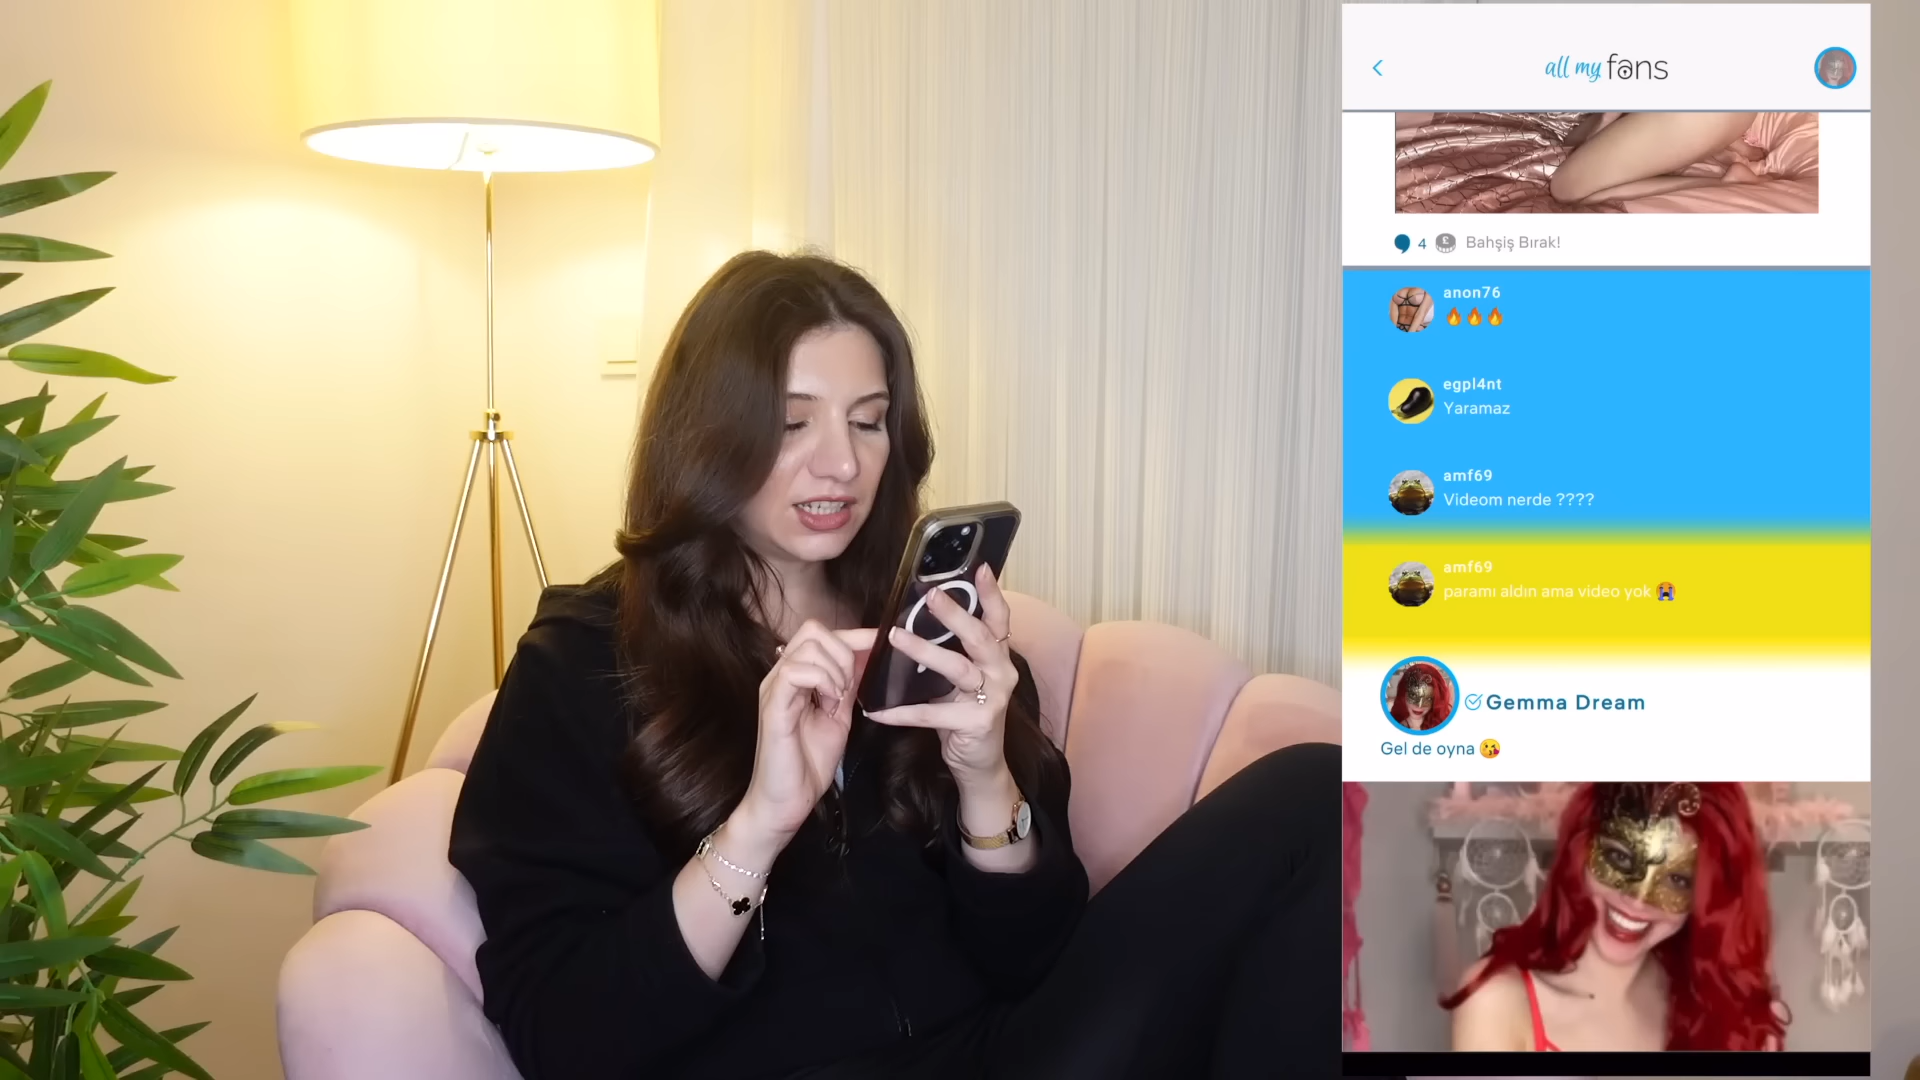 all my fans
4 Bahşiş Bırak!
anon76
🔥🔥🔥
egpl4nt
Yaramaz
amf69
Videom nerde ????
amf69
paramı aldın ama video yok 😭
Gemma Dream
Gel de oyna 😘